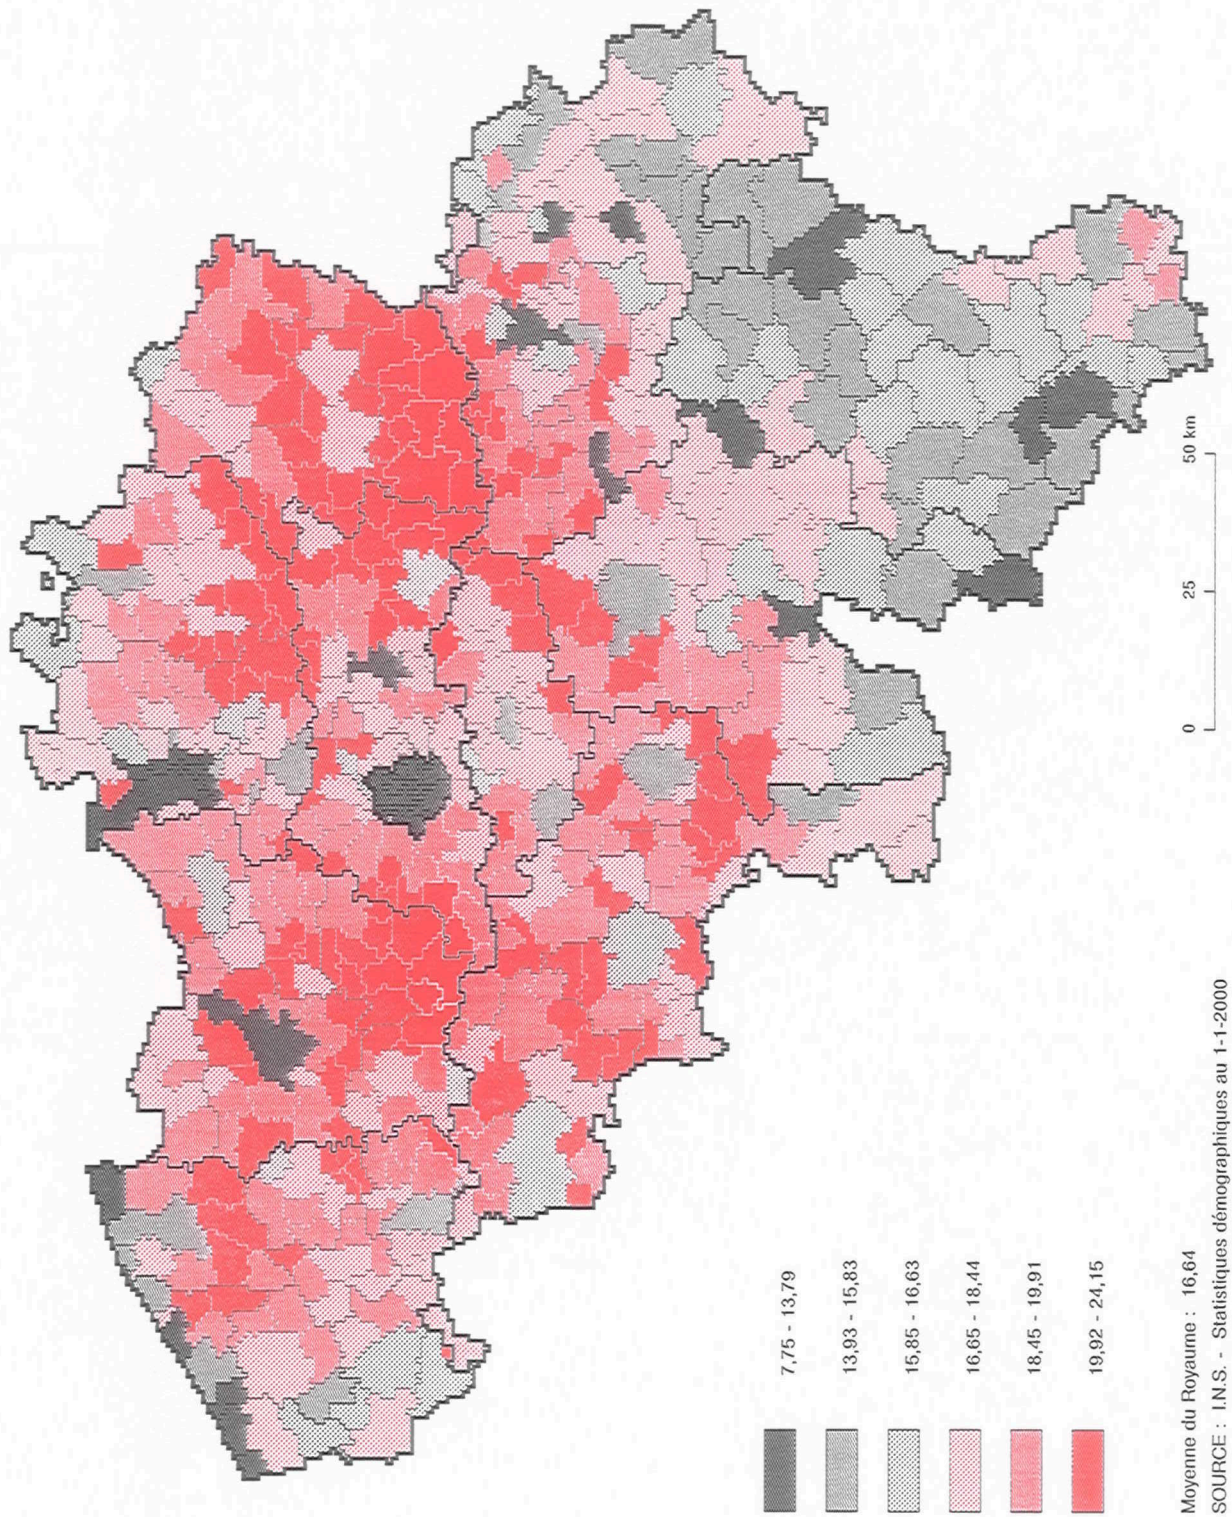 0 25 50 km
7,75 - 13,79
13,93 - 15,83
15,85 - 16,63
16,65 - 18,44
18,45 - 19,91
19,92 - 24,15
Moyenne du Royaume : 16,64
SOURCE : I.N.S. - Statistiques démographiques au 1-1-2000